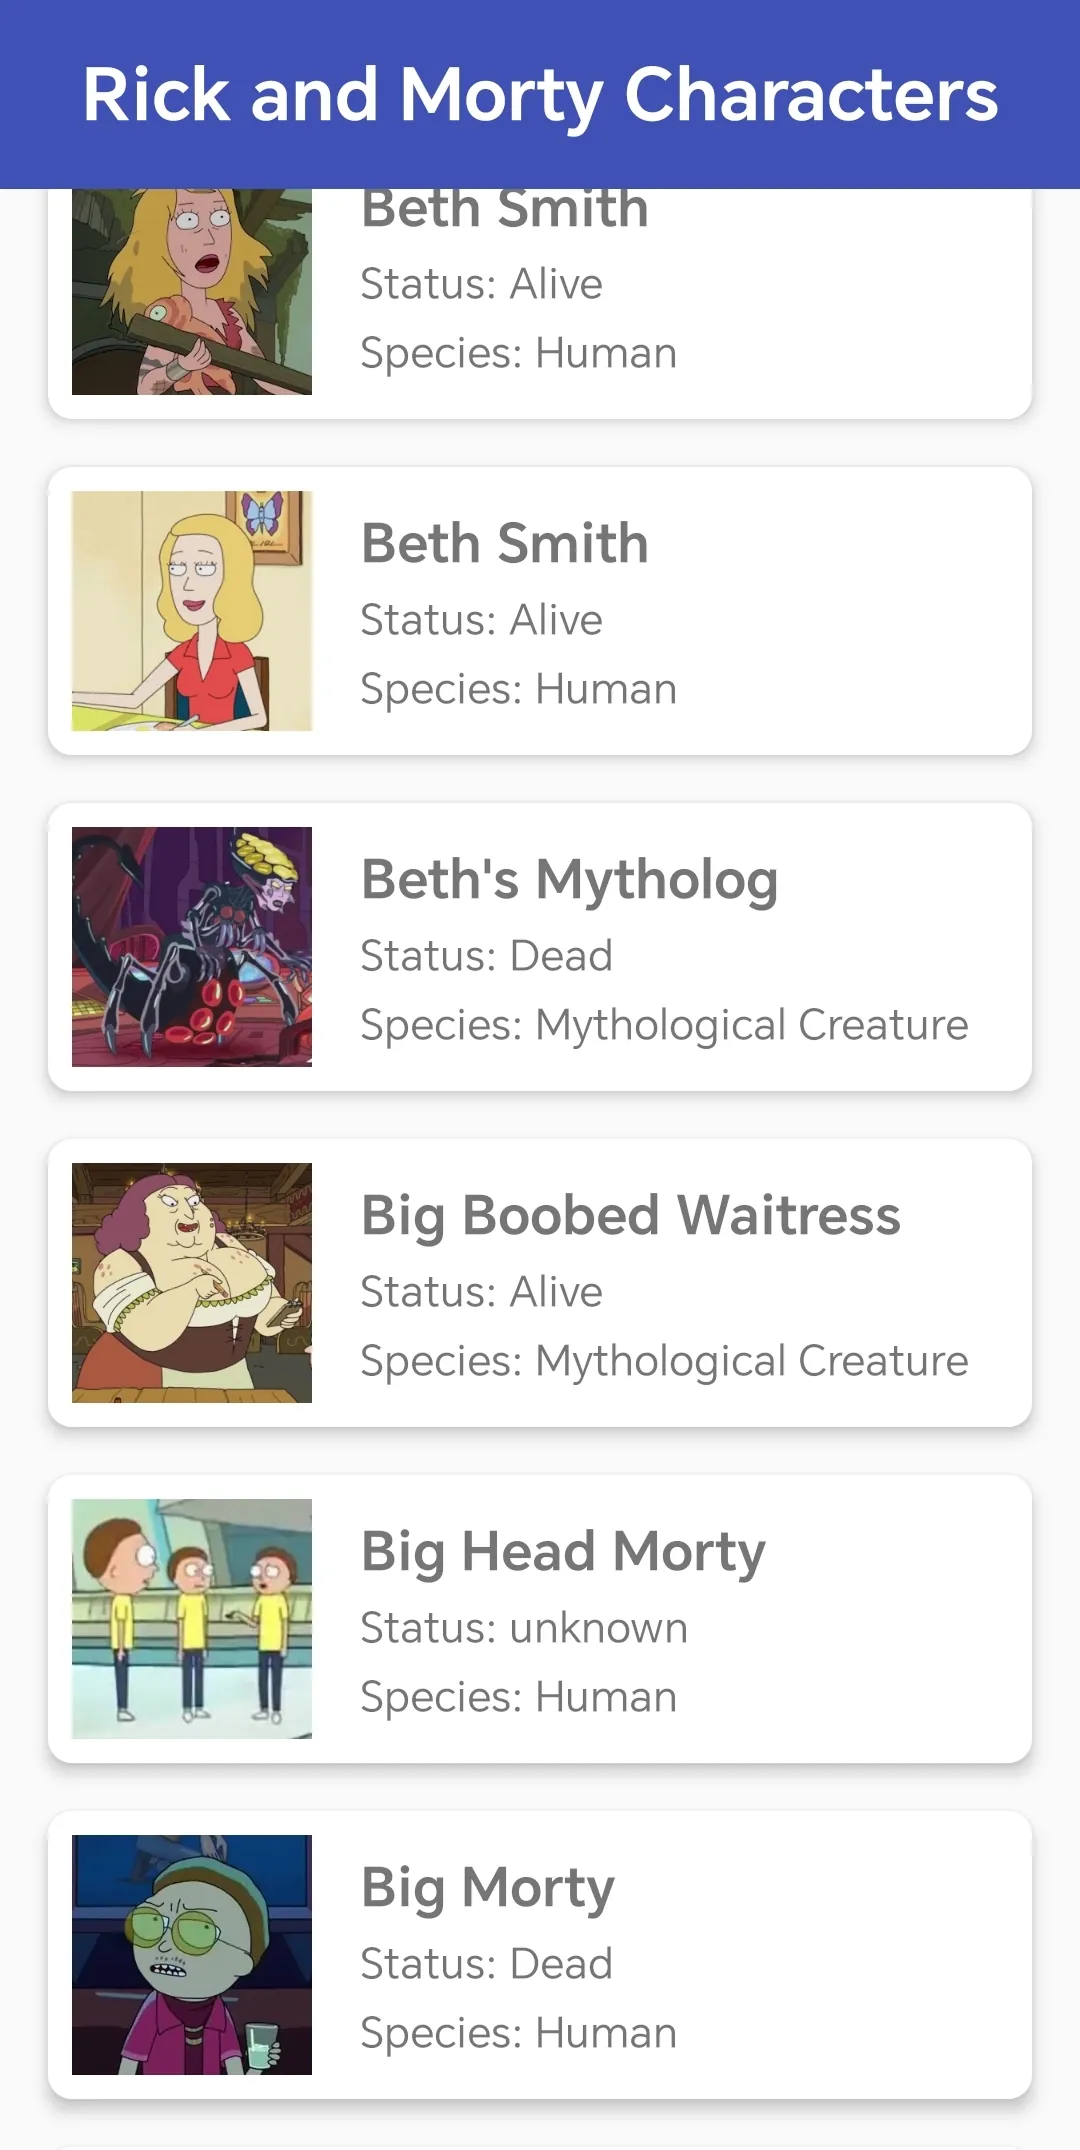 Rick and Morty Characters
Beth Smith
Status: Alive
Species: Human
Beth Smith
Status: Alive
Species: Human
Beth's Mytholog
Status: Dead
Species: Mythological Creature
Big Boobed Waitress
Status: Alive
Species: Mythological Creature
Big Head Morty
Status: unknown
Species: Human
Big Morty
Status: Dead
Species: Human